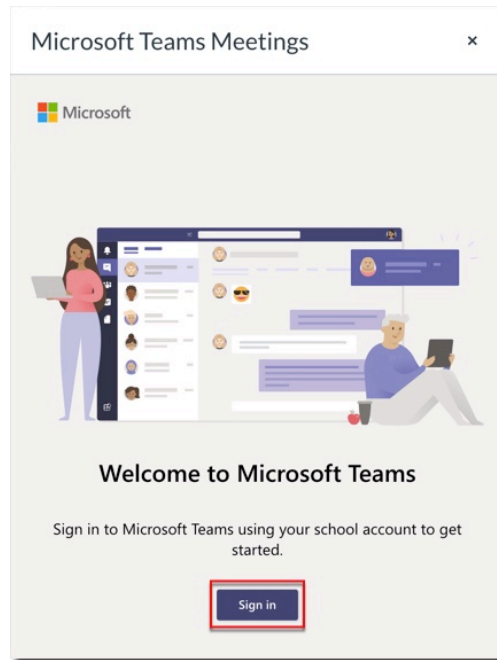 Microsoft Teams Meetings ×
Microsoft
Welcome to Microsoft Teams
Sign in to Microsoft Teams using your school account to get
started.
Sign in